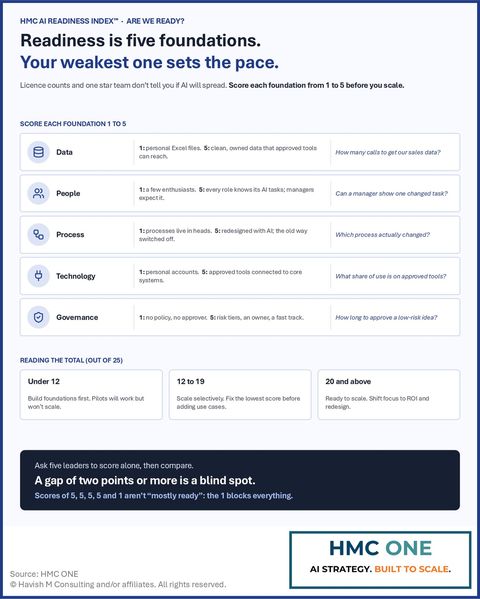 HMC AI READINESS INDEX™ · ARE WE READY?
Readiness is five foundations.
Your weakest one sets the pace.
Licence counts and one star team don't tell you if AI will spread. Score each foundation from 1 to 5 before you scale.
SCORE EACH FOUNDATION 1 TO 5
Data
1: personal Excel files. 5: clean, owned data that approved tools
can reach.
How many calls to get our sales data?
People
1: a few enthusiasts. 5: every role knows its AI tasks; managers
expect it.
Can a manager show one changed task?
Process
1: processes live in heads. 5: redesigned with AI; the old way
switched off.
Which process actually changed?
Technology
1: personal accounts. 5: approved tools connected to core
systems.
What share of use is on approved tools?
Governance
1: no policy, no approver. 5: risk tiers, an owner, a fast track.
How long to approve a low-risk idea?
READING THE TOTAL (OUT OF 25)
Under 12
Build foundations first. Pilots will work but
won't scale.
12 to 19
Scale selectively. Fix the lowest score before
adding use cases.
20 and above
Ready to scale. Shift focus to ROI and
redesign.
Ask five leaders to score alone, then compare.
A gap of two points or more is a blind spot.
Scores of 5, 5, 5, 5 and 1 aren't “mostly ready”: the 1 blocks everything.
HMC ONE
AI STRATEGY. BUILT TO SCALE.
Source: HMC ONE
© Havish M Consulting and/or affiliates. All rights reserved.